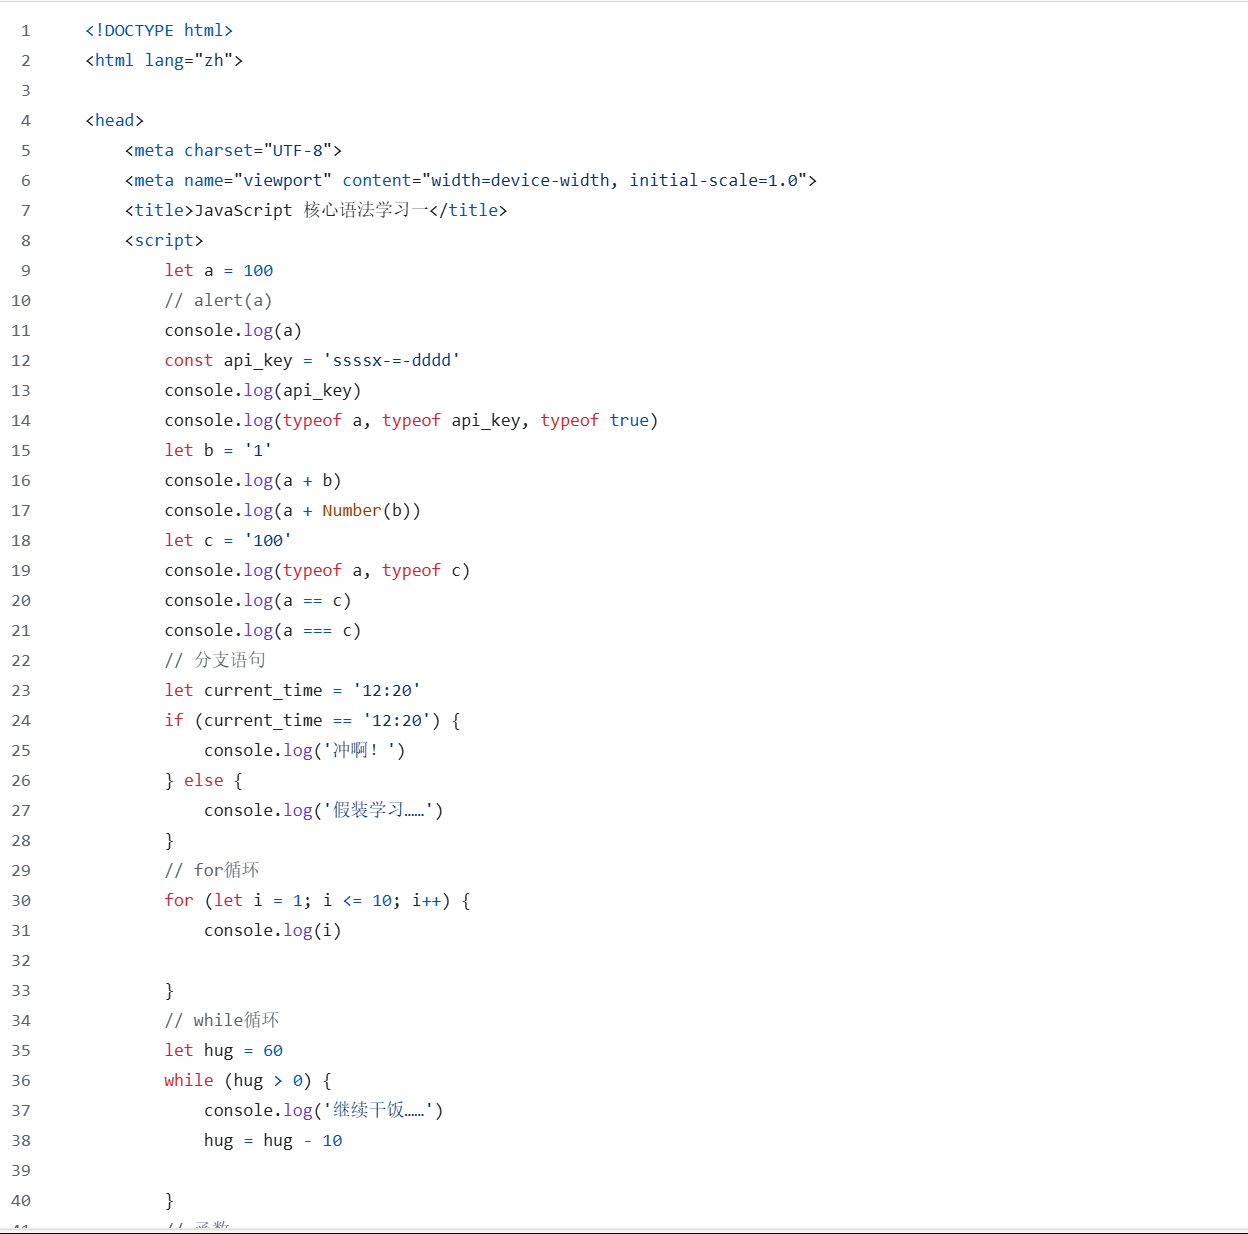 1 <!DOCTYPE html>
2 <html lang="zh">
3
4 <head>
5     <meta charset="UTF-8">
6     <meta name="viewport" content="width=device-width, initial-scale=1.0">
7     <title>JavaScript 核心语法学习一</title>
8     <script>
9         let a = 100
10         // alert(a)
11         console.log(a)
12         const api_key = 'ssssx-=-dddd'
13         console.log(api_key)
14         console.log(typeof a, typeof api_key, typeof true)
15         let b = '1'
16         console.log(a + b)
17         console.log(a + Number(b))
18         let c = '100'
19         console.log(typeof a, typeof c)
20         console.log(a == c)
21         console.log(a === c)
22         // 分支语句
23         let current_time = '12:20'
24         if (current_time == '12:20') {
25             console.log('冲啊！')
26         } else {
27             console.log('假装学习……')
28         }
29         // for循环
30         for (let i = 1; i <= 10; i++) {
31             console.log(i)
32
33         }
34         // while循环
35         let hug = 60
36         while (hug > 0) {
37             console.log('继续干饭……')
38             hug = hug - 10
39
40         }
41         // 函数